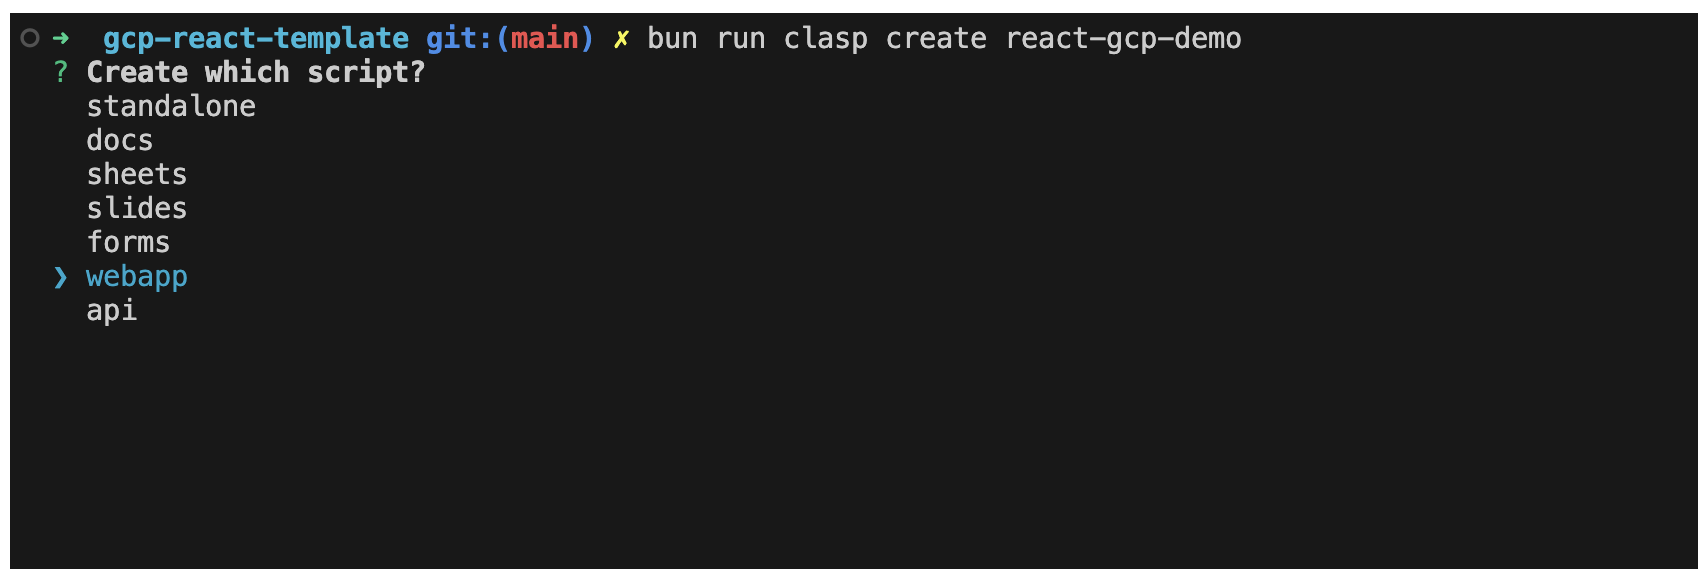 ➜  gcp-react-template git:(main) ✗ bun run clasp create react-gcp-demo
? Create which script?
standalone
docs
sheets
slides
forms
❯ webapp
api